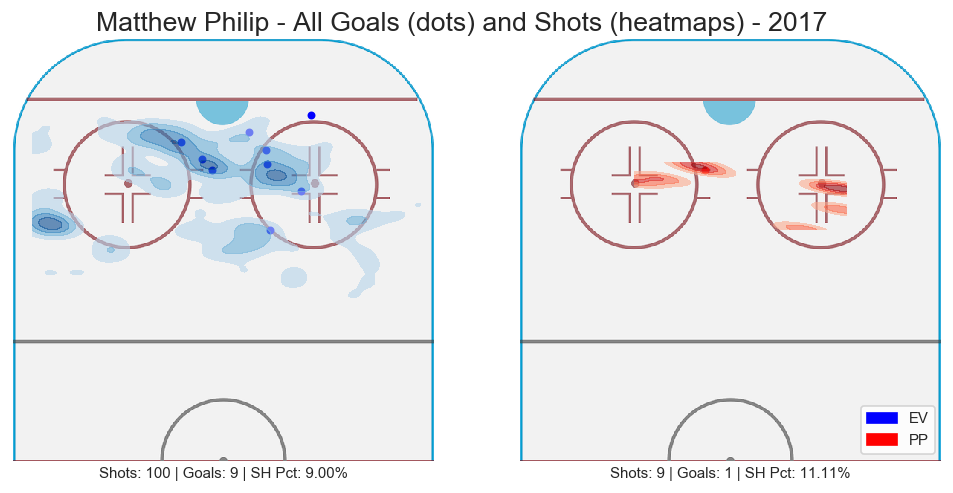 Matthew Philip - All Goals (dots) and Shots (heatmaps) - 2017
EV
PP
Shots: 100 | Goals: 9 | SH Pct: 9.00%
Shots: 9 | Goals: 1 | SH Pct: 11.11%